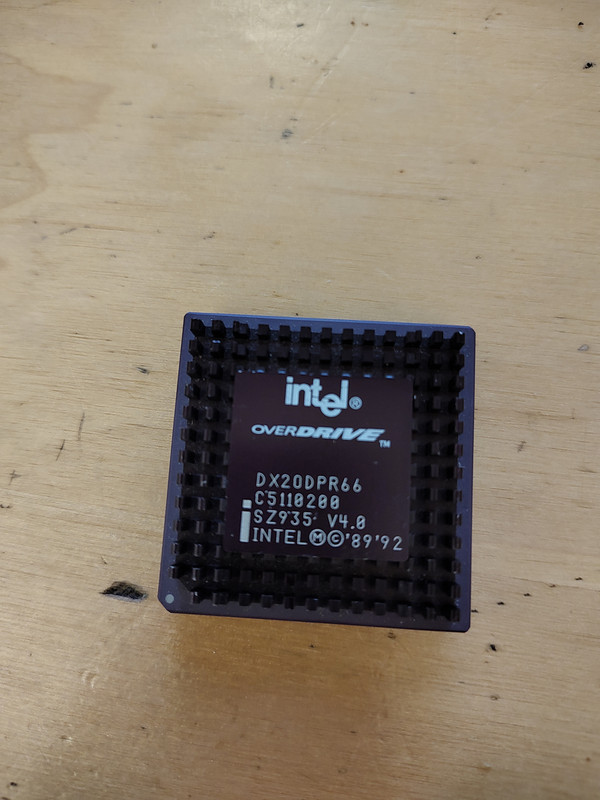 intel®
OVERDRIVE™
DX2ODPR66
C5110200
SZ935 V4.0
i INTEL Ⓜ©'89'92